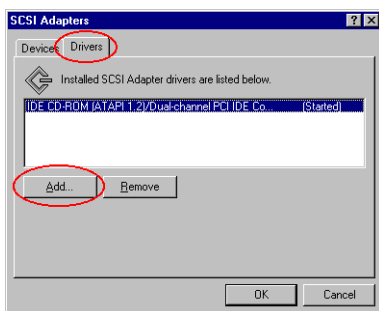 SCSI Adapters
Devices Drivers
Installed SCSI Adapter drivers are listed below.
IDE CD-ROM (ATAPI 1.2)/Dual-channel PCI IDE Co... (Started)
Add... Remove
OK Cancel